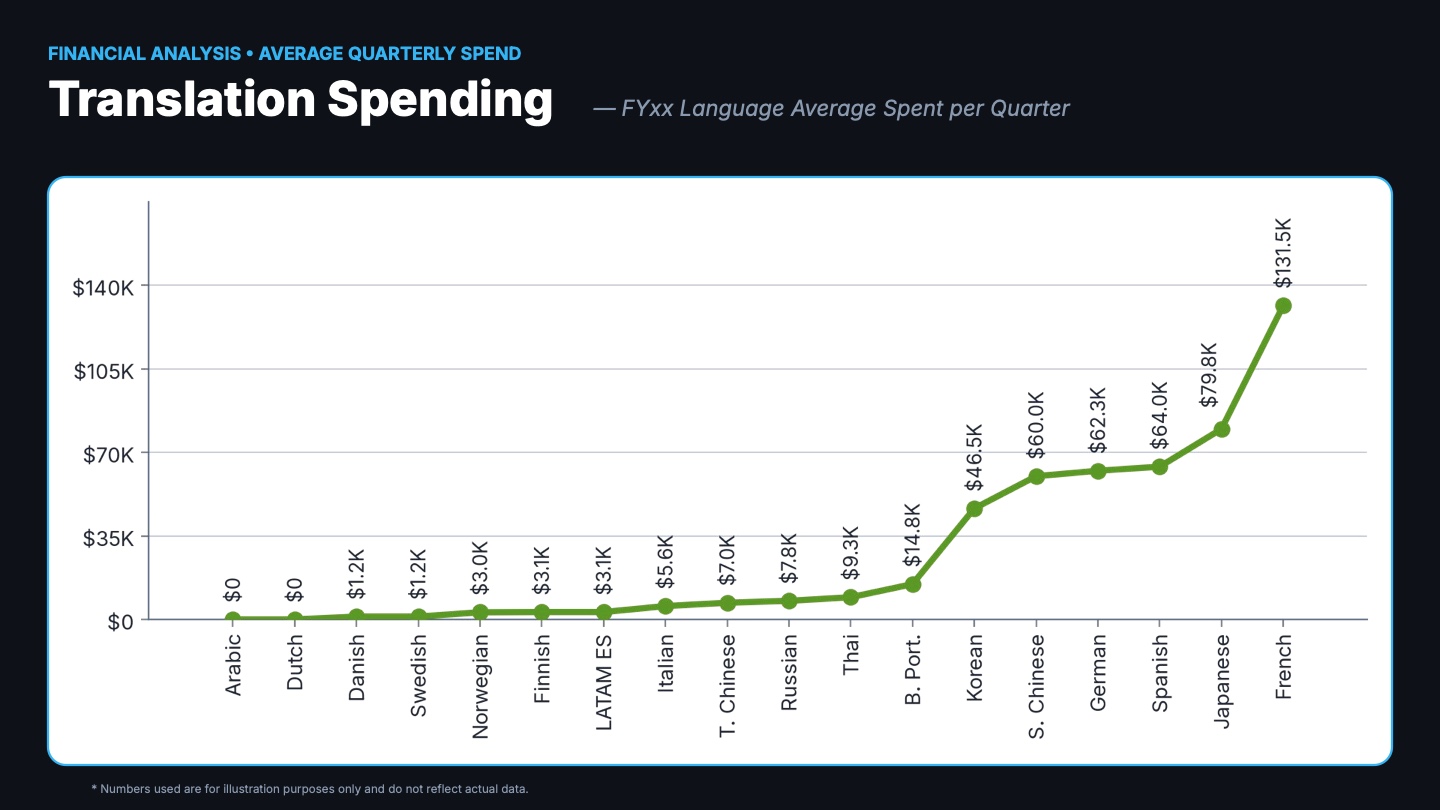 FINANCIAL ANALYSIS • AVERAGE QUARTERLY SPEND
Translation Spending — FYxx Language Average Spent per Quarter
$140K
$105K
$70K
$35K
$0
$0
$0
$1.2K
$1.2K
$3.0K
$3.1K
$3.1K
$5.6K
$7.0K
$7.8K
$9.3K
$14.8K
$46.5K
$60.0K
$62.3K
$64.0K
$79.8K
$131.5K
Arabic
Dutch
Danish
Swedish
Norwegian
Finnish
LATAM ES
Italian
T. Chinese
Russian
Thai
B. Port.
Korean
S. Chinese
German
Spanish
Japanese
French
* Numbers used are for illustration purposes only and do not reflect actual data.